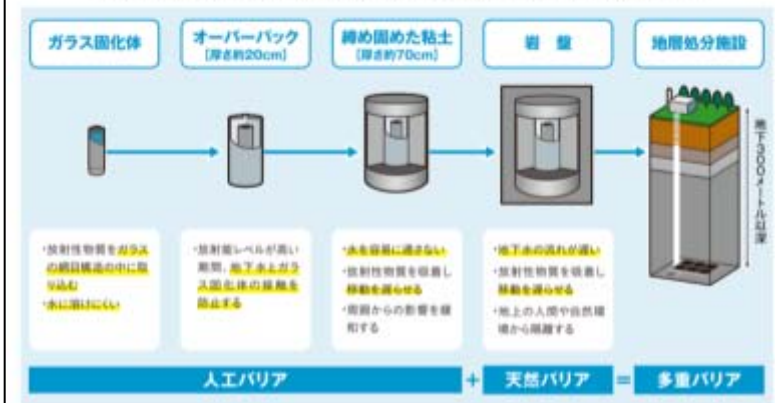 ガラス固化体
オーバーパック
[厚さ約20cm]
締め固めた粘土
[厚さ約70cm]
岩盤
地層処分施設
地下300メートル以深
・放射性物質をガラス
の網目構造の中に取
り込む
・水に溶けにくい
・放射能レベルが高い
期間、地下水とガラ
ス固化体の接触を
防止する
・水を容易に通さない
・放射性物質を吸着し
移動を遅らせる
・周囲からの影響を緩
和する
・地下水の流れが遅い
・放射性物質を吸着し
移動を遅らせる
・地上の人間や自然環
境から隔離する
人工バリア
+
天然バリア
=
多重バリア